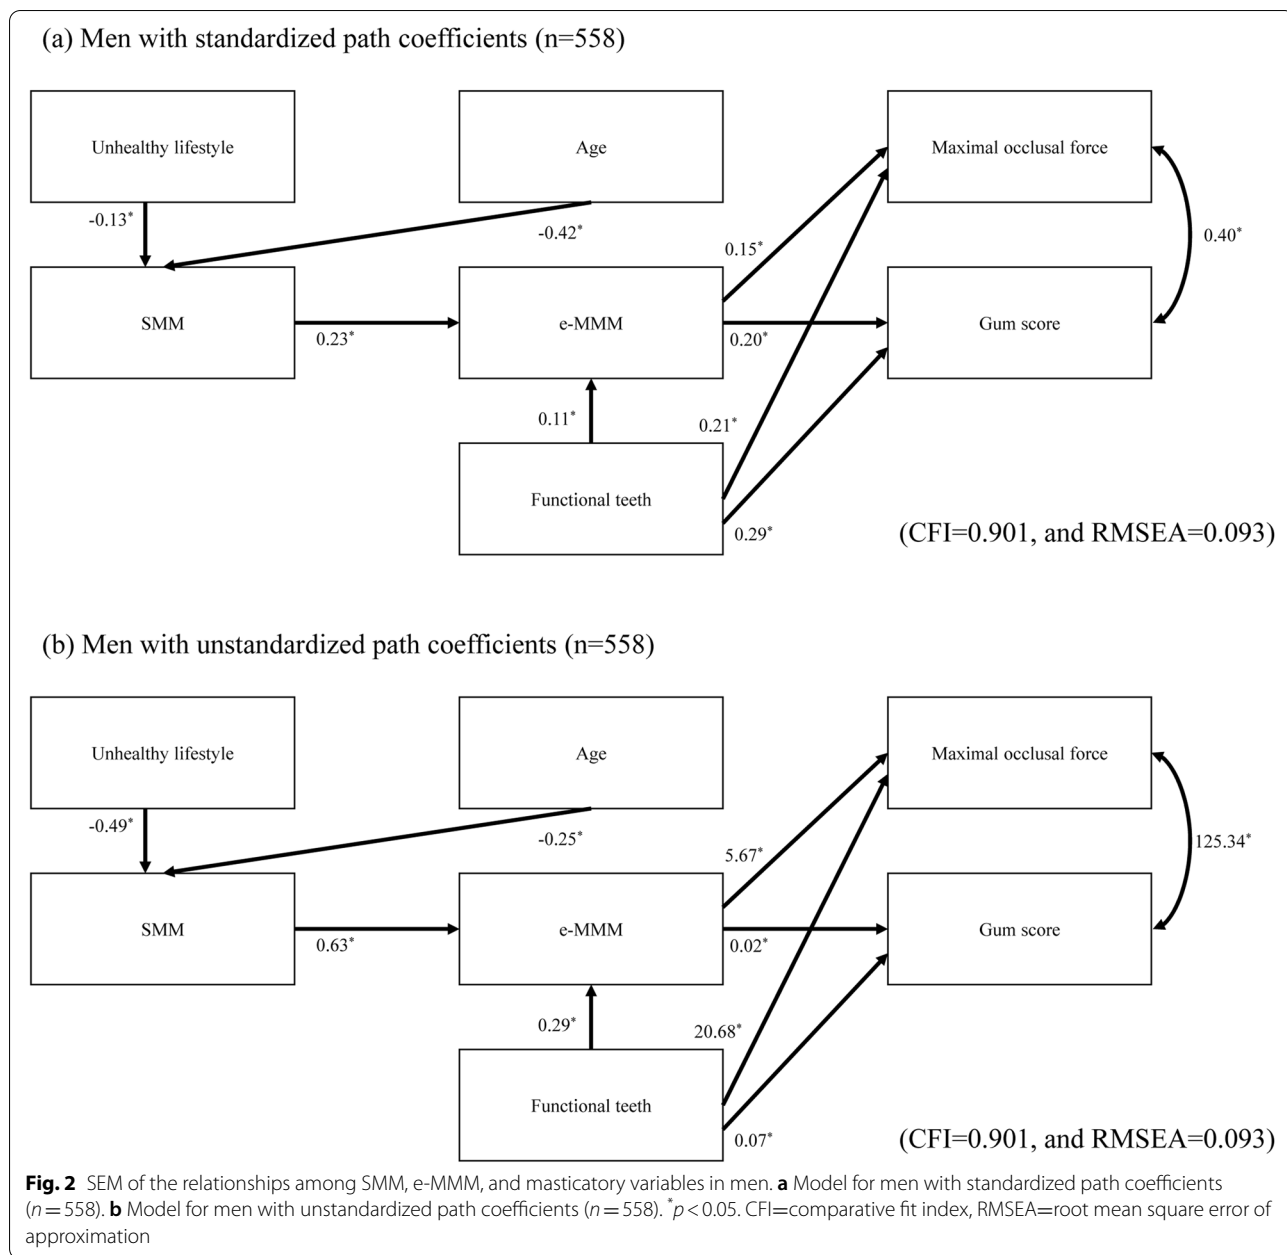 (a) Men with standardized path coefficients (n=558)
Unhealthy lifestyle
Age
Maximal occlusal force
-0.13*
-0.42*
0.15*
0.40*
SMM
e-MMM
Gum score
0.23*
0.20*
0.11*
0.21*
Functional teeth
0.29*
(CFI=0.901, and RMSEA=0.093)
(b) Men with unstandardized path coefficients (n=558)
Unhealthy lifestyle
Age
Maximal occlusal force
-0.49*
-0.25*
5.67*
125.34*
SMM
e-MMM
Gum score
0.63*
0.02*
0.29*
20.68*
Functional teeth
0.07*
(CFI=0.901, and RMSEA=0.093)
Fig. 2 SEM of the relationships among SMM, e-MMM, and masticatory variables in men. a Model for men with standardized path coefficients
(n = 558). b Model for men with unstandardized path coefficients (n = 558). *p < 0.05. CFI=comparative fit index, RMSEA=root mean square error of
approximation